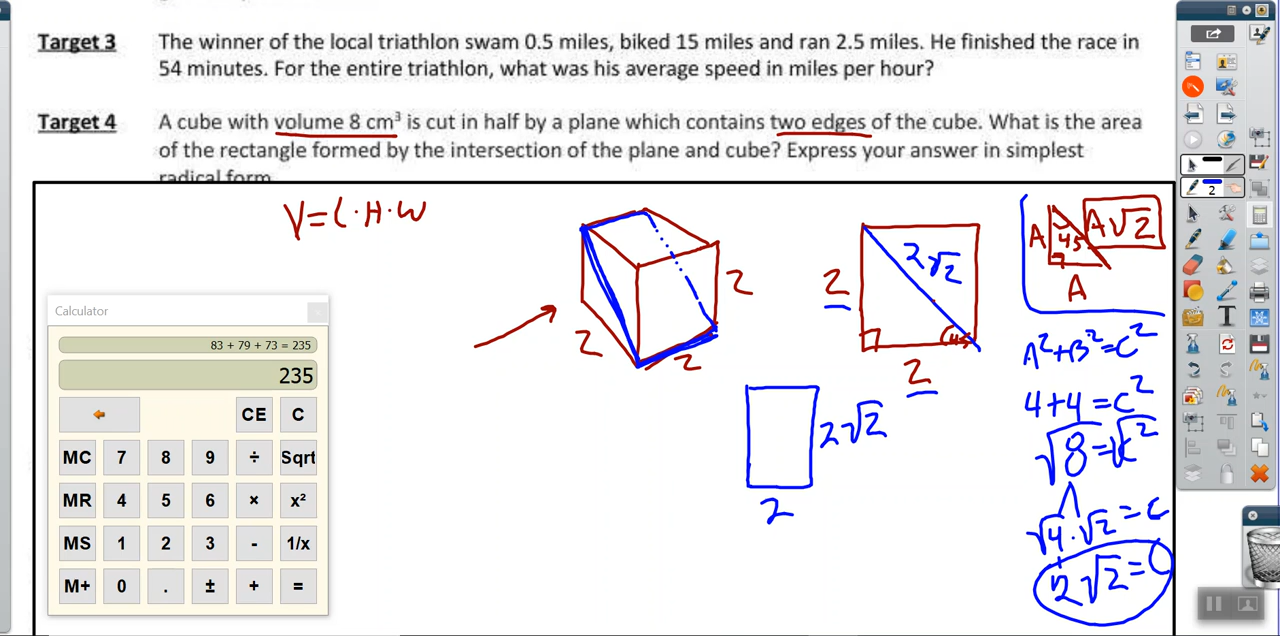 Target 3 The winner of the local triathlon swam 0.5 miles, biked 15 miles and ran 2.5 miles. He finished the race in
54 minutes. For the entire triathlon, what was his average speed in miles per hour?
Target 4 A cube with volume 8 cm³ is cut in half by a plane which contains two edges of the cube. What is the area
of the rectangle formed by the intersection of the plane and cube? Express your answer in simplest
radical form.
V=L·H·W
2
2
2
2√2
2
45
2
A
45
A√2
A
A²+B²=C²
4+4=C²
√8=√C²
√4·√2=C
2√2=C
2√2
2
Calculator
83 + 79 + 73 = 235
235
CE C
MC 7 8 9 ÷ Sqrt
MR 4 5 6 × x²
MS 1 2 3 - 1/x
M+ 0 . ± + =
2
T